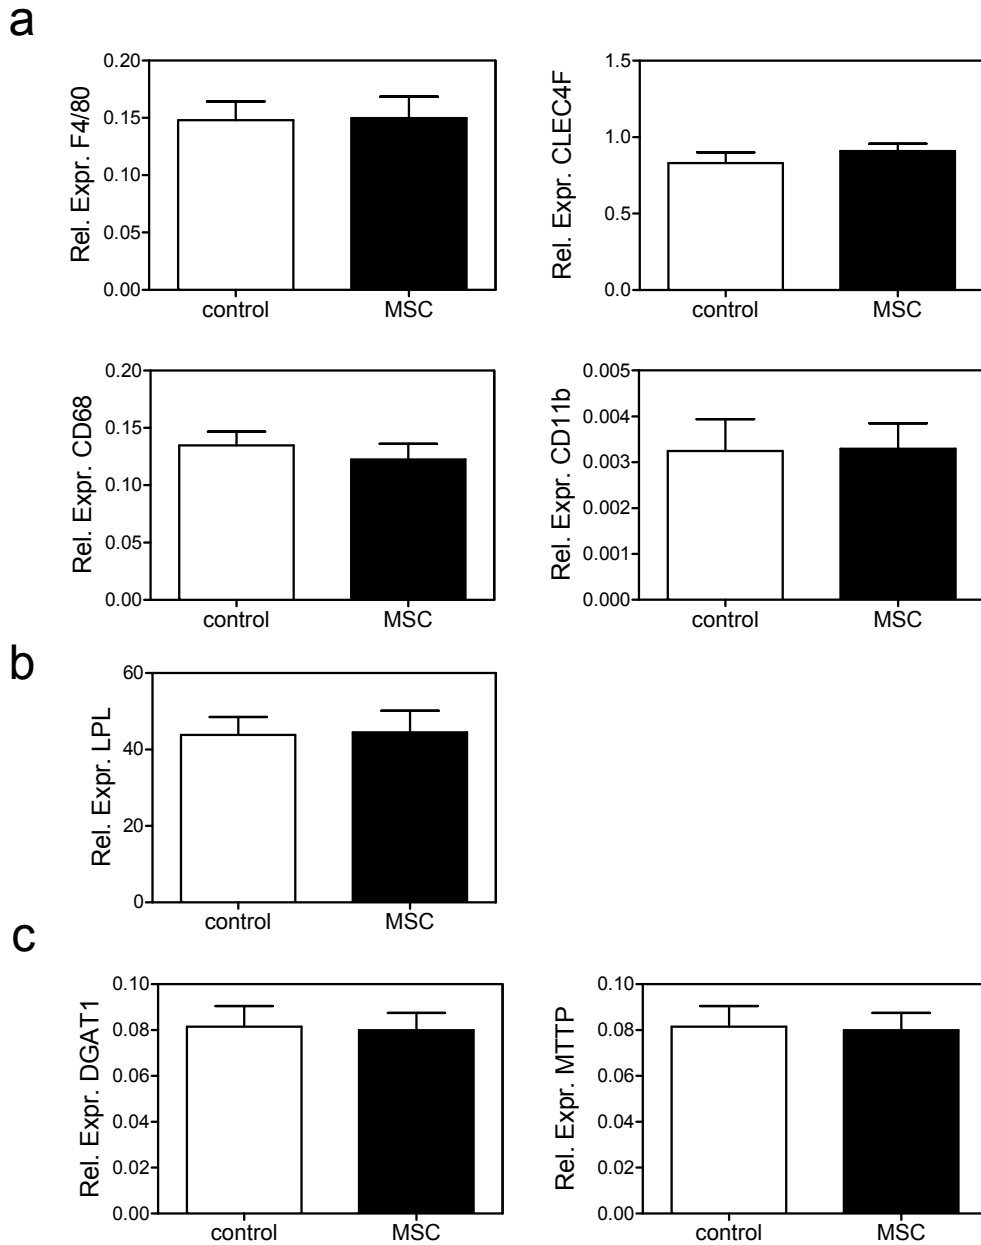 a
Rel. Expr. F4/80
0.20
0.15
0.10
0.05
0.00
control MSC
Rel. Expr. CLEC4F
1.5
1.0
0.5
0.0
control MSC
Rel. Expr. CD68
0.20
0.15
0.10
0.05
0.00
control MSC
Rel. Expr. CD11b
0.005
0.004
0.003
0.002
0.001
0.000
control MSC
b
Rel. Expr. LPL
60
40
20
0
control MSC
c
Rel. Expr. DGAT1
0.10
0.08
0.06
0.04
0.02
0.00
control MSC
Rel. Expr. MTTP
0.10
0.08
0.06
0.04
0.02
0.00
control MSC